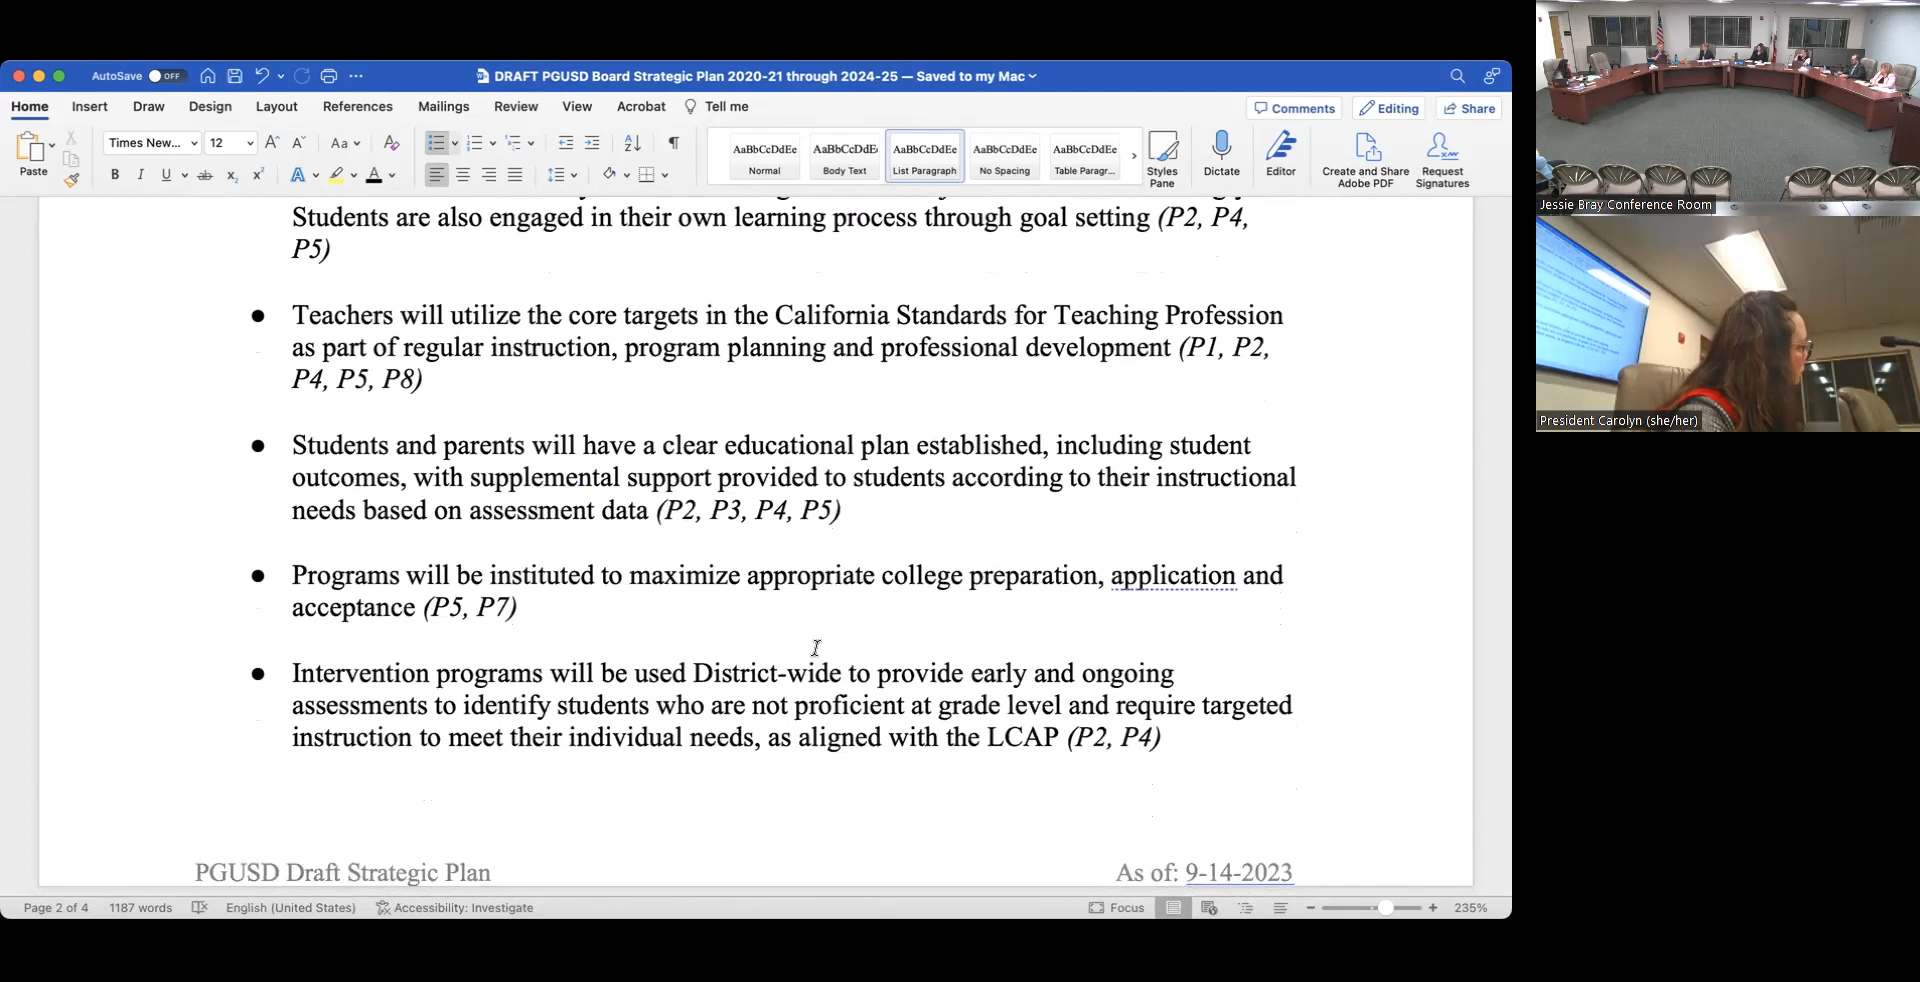 AutoSave OFF
DRAFT PGUSD Board Strategic Plan 2020-21 through 2024-25 — Saved to my Mac
Home Insert Draw Design Layout References Mailings Review View Acrobat Tell me
Comments Editing Share
Paste
Times New... 12
Aa
AaBbCcDdEe AaBbCcDdE AaBbCcDdEe AaBbCcDdEe AaBbCcDdEe
Normal Body Text List Paragraph No Spacing Table Paragr...
Styles Pane
Dictate
Editor
Create and Share Adobe PDF
Request Signatures
Students are also engaged in their own learning process through goal setting (P2, P4,
P5)
● Teachers will utilize the core targets in the California Standards for Teaching Profession
as part of regular instruction, program planning and professional development (P1, P2,
P4, P5, P8)
● Students and parents will have a clear educational plan established, including student
outcomes, with supplemental support provided to students according to their instructional
needs based on assessment data (P2, P3, P4, P5)
● Programs will be instituted to maximize appropriate college preparation, application and
acceptance (P5, P7)
● Intervention programs will be used District-wide to provide early and ongoing
assessments to identify students who are not proficient at grade level and require targeted
instruction to meet their individual needs, as aligned with the LCAP (P2, P4)
PGUSD Draft Strategic Plan As of: 9-14-2023
Page 2 of 4 1187 words English (United States) Accessibility: Investigate Focus 235%
Jessie Bray Conference Room
President Carolyn (she/her)